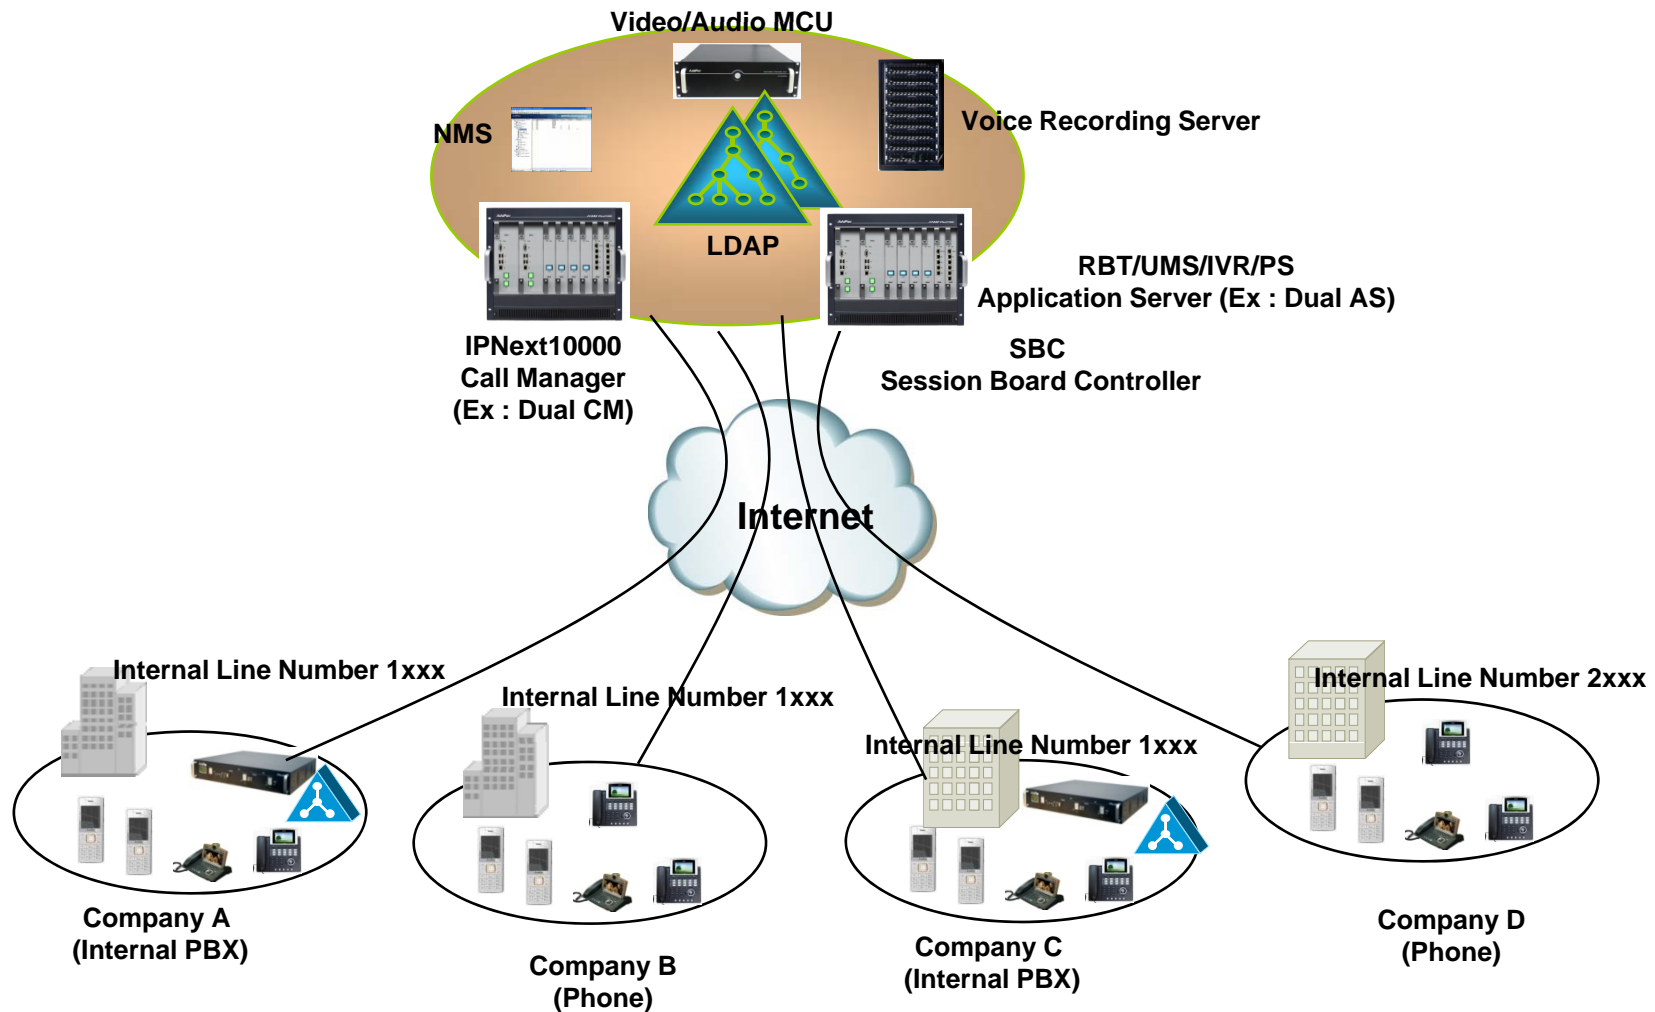 Video/Audio MCU
NMS
Voice Recording Server
LDAP
RBT/UMS/IVR/PS
Application Server (Ex : Dual AS)
IPNext10000
Call Manager
(Ex : Dual CM)
SBC
Session Board Controller
Internet
Internal Line Number 1xxx
Internal Line Number 1xxx
Internal Line Number 1xxx
Internal Line Number 2xxx
Company A
(Internal PBX)
Company B
(Phone)
Company C
(Internal PBX)
Company D
(Phone)